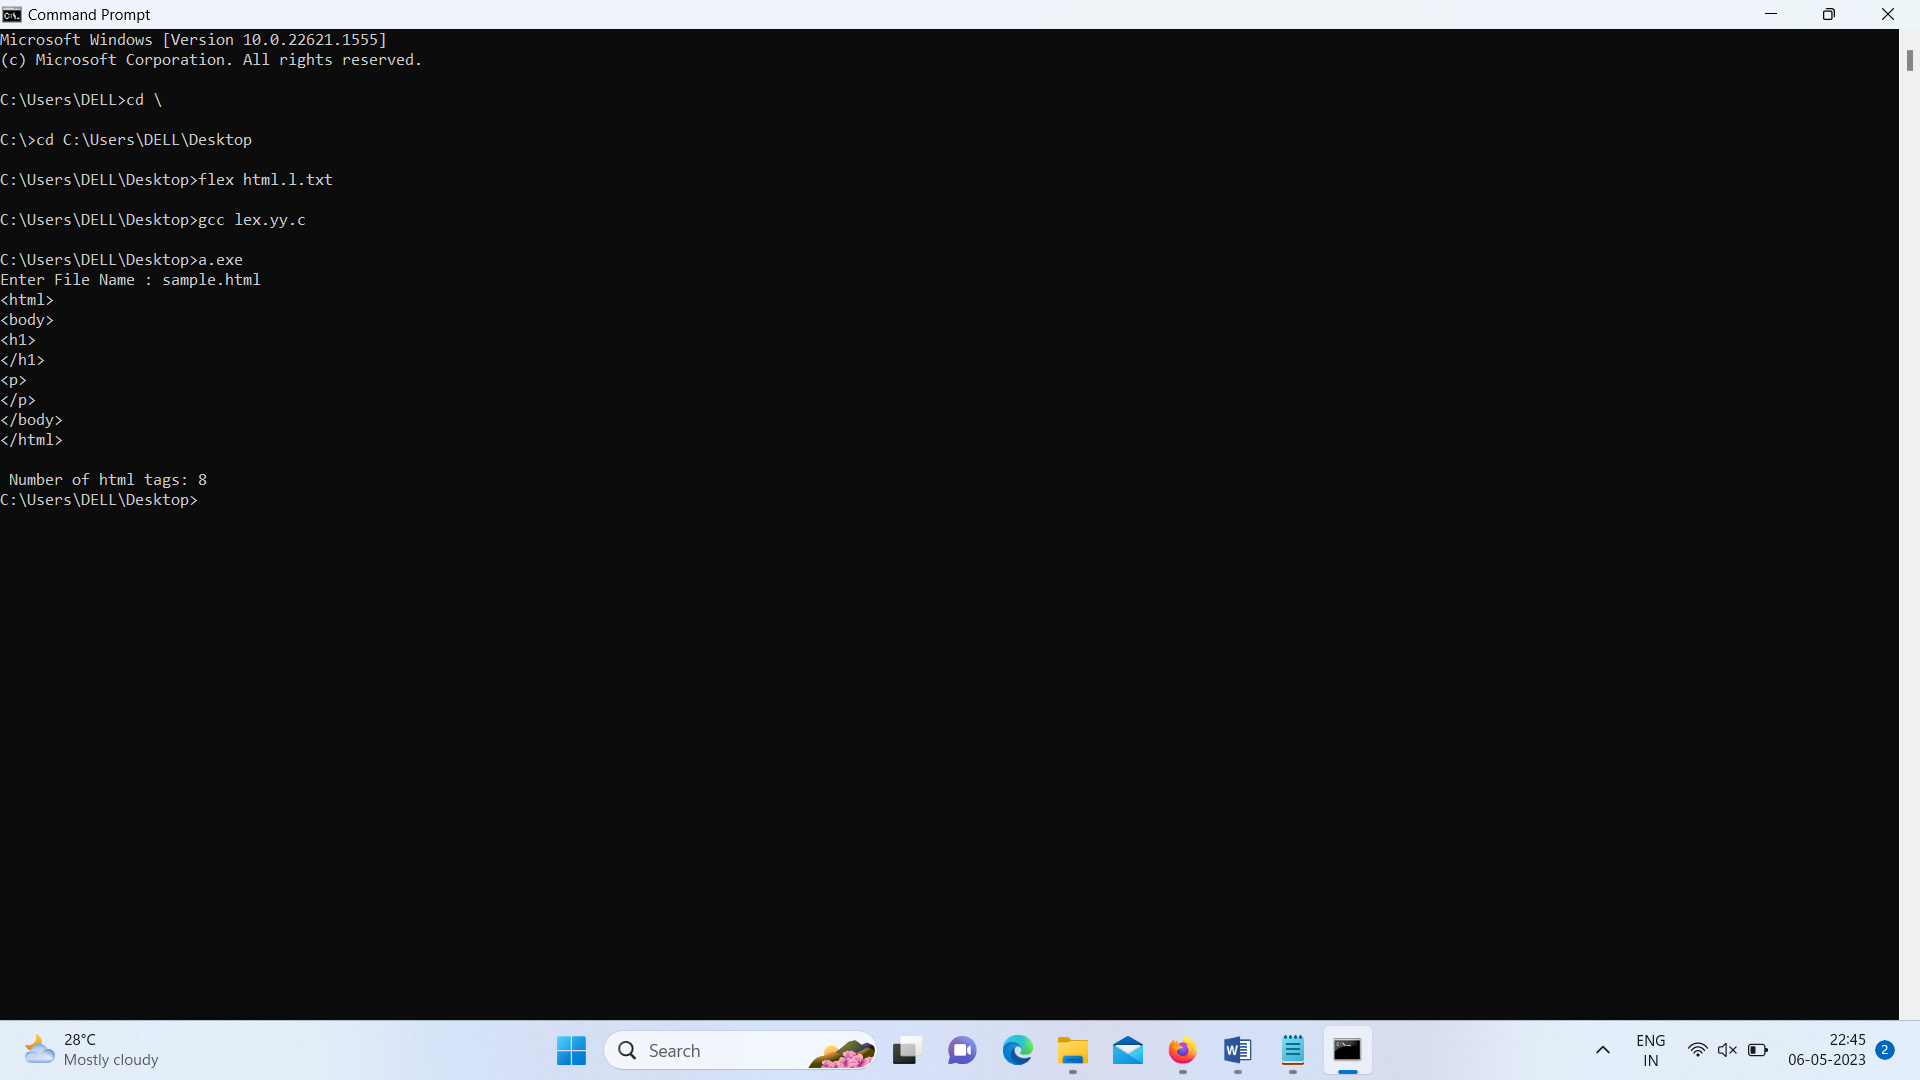 Command Prompt
Microsoft Windows [Version 10.0.22621.1555]
(c) Microsoft Corporation. All rights reserved.
C:\Users\DELL>cd \
C:\>cd C:\Users\DELL\Desktop
C:\Users\DELL\Desktop>flex html.l.txt
C:\Users\DELL\Desktop>gcc lex.yy.c
C:\Users\DELL\Desktop>a.exe
Enter File Name : sample.html
<html>
<body>
<h1>
</h1>
<p>
</p>
</body>
</html>
Number of html tags: 8
C:\Users\DELL\Desktop>
28°C
Mostly cloudy
Search
ENG
IN
22:45
06-05-2023
2